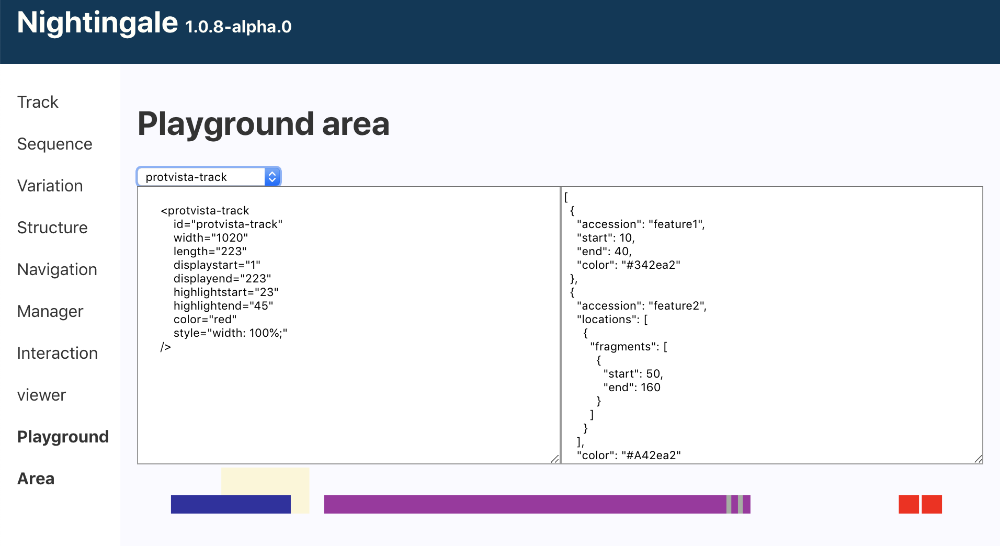 Nightingale 1.0.8-alpha.0
Track
Sequence
Variation
Structure
Navigation
Manager
Interaction
viewer
Playground
Area
Playground area
protvista-track
<protvista-track
id="protvista-track"
width="1020"
length="223"
displaystart="1"
displayend="223"
highlightstart="23"
highlightend="45"
color="red"
style="width: 100%;"
/>
[
{
"accession": "feature1",
"start": 10,
"end": 40,
"color": "#342ea2"
},
{
"accession": "feature2",
"locations": [
{
"fragments": [
{
"start": 50,
"end": 160
}
]
}
],
"color": "#A42ea2"